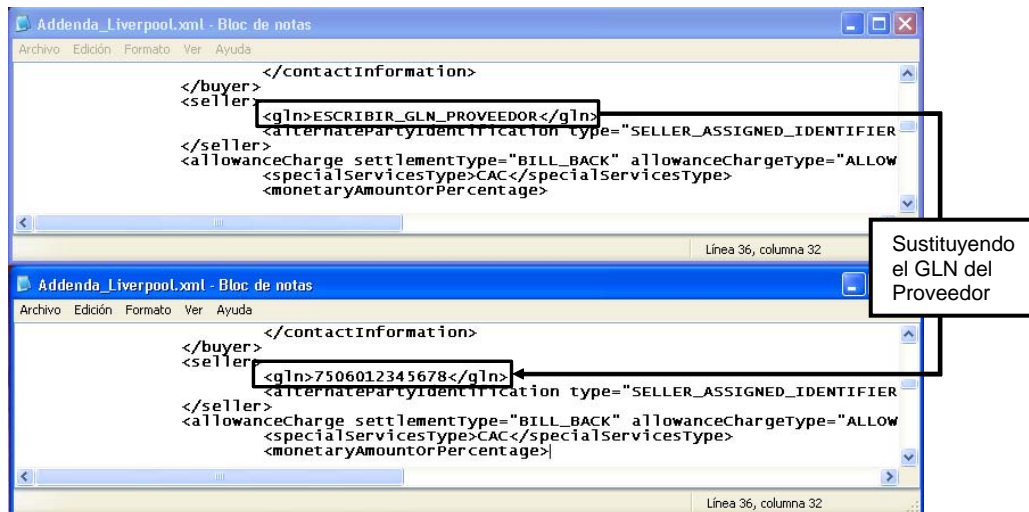 Addenda_Liverpool.xml - Bloc de notas
Archivo Edición Formato Ver Ayuda
</contactInformation>
</buyer>
<seller>
<gln>ESCRIBIR_GLN_PROVEEDOR</gln>
<alternatePartyIdentification type="SELLER_ASSIGNED_IDENTIFIER
</seller>
<allowanceCharge settlementType="BILL_BACK" allowanceChargeType="ALLOW
<specialServicesType>CAC</specialServicesType>
<monetaryAmountOrPercentage>
Línea 36, columna 32
Sustituyendo
el GLN del
Proveedor
Addenda_Liverpool.xml - Bloc de notas
Archivo Edición Formato Ver Ayuda
</contactInformation>
</buyer>
<seller>
<gln>7506012345678</gln>
<alternatePartyIdentification type="SELLER_ASSIGNED_IDENTIFIER
</seller>
<allowanceCharge settlementType="BILL_BACK" allowanceChargeType="ALLOW
<specialServicesType>CAC</specialServicesType>
<monetaryAmountOrPercentage>
Línea 36, columna 32